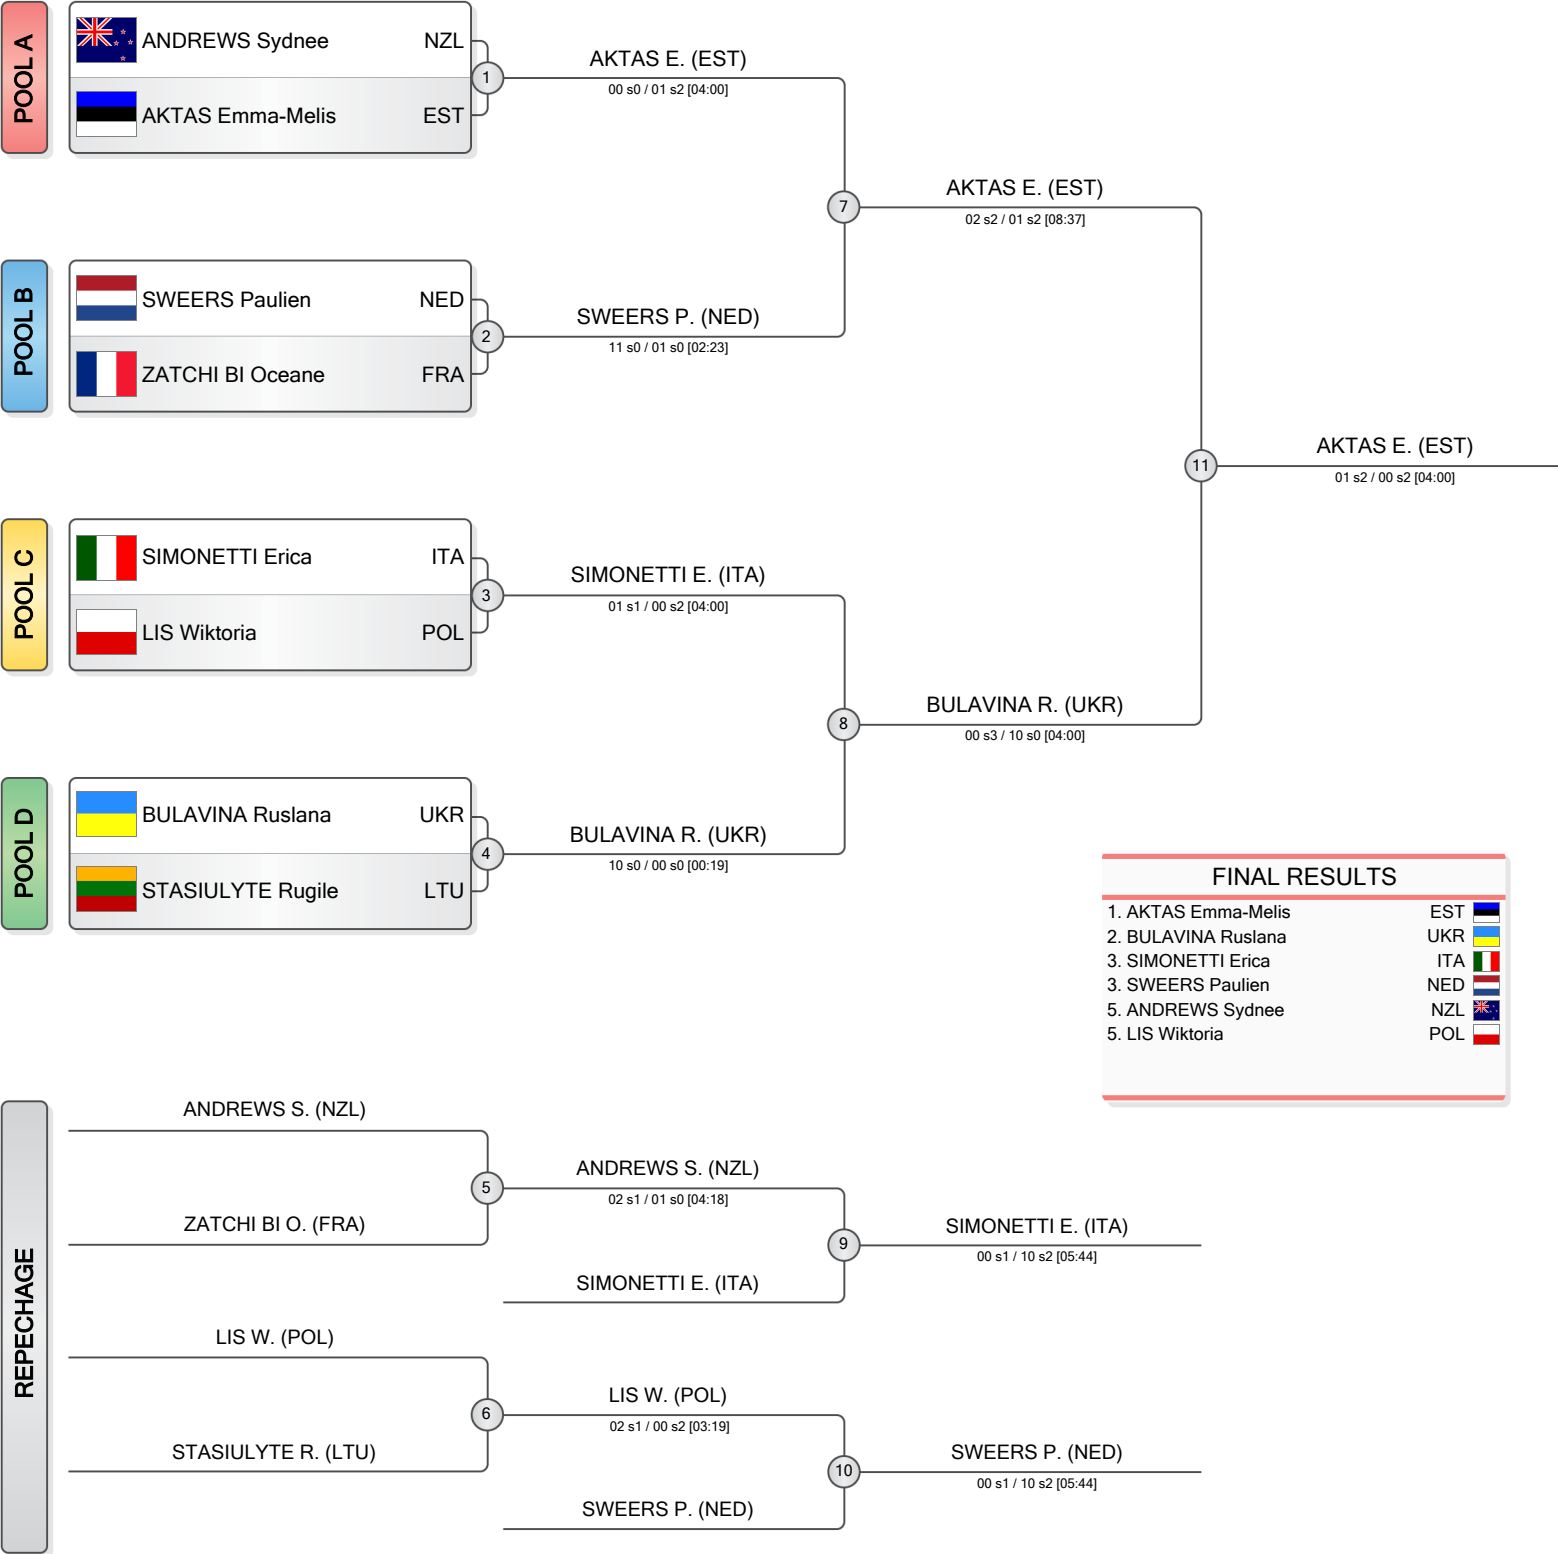 POOL A
ANDREWS Sydnee NZL
AKTAS Emma-Melis EST
1
AKTAS E. (EST)
00 s0 / 01 s2 [04:00]
7
AKTAS E. (EST)
02 s2 / 01 s2 [08:37]
POOL B
SWEERS Paulien NED
ZATCHI BI Oceane FRA
2
SWEERS P. (NED)
11 s0 / 01 s0 [02:23]
11
AKTAS E. (EST)
01 s2 / 00 s2 [04:00]
POOL C
SIMONETTI Erica ITA
LIS Wiktoria POL
3
SIMONETTI E. (ITA)
01 s1 / 00 s2 [04:00]
8
BULAVINA R. (UKR)
00 s3 / 10 s0 [04:00]
POOL D
BULAVINA Ruslana UKR
STASIULYTE Rugile LTU
4
BULAVINA R. (UKR)
10 s0 / 00 s0 [00:19]
FINAL RESULTS
1. AKTAS Emma-Melis EST
2. BULAVINA Ruslana UKR
3. SIMONETTI Erica ITA
3. SWEERS Paulien NED
5. ANDREWS Sydnee NZL
5. LIS Wiktoria POL
REPECHAGE
ANDREWS S. (NZL)
ZATCHI BI O. (FRA)
5
ANDREWS S. (NZL)
02 s1 / 01 s0 [04:18]
SIMONETTI E. (ITA)
9
SIMONETTI E. (ITA)
00 s1 / 10 s2 [05:44]
LIS W. (POL)
STASIULYTE R. (LTU)
6
LIS W. (POL)
02 s1 / 00 s2 [03:19]
SWEERS P. (NED)
10
SWEERS P. (NED)
00 s1 / 10 s2 [05:44]